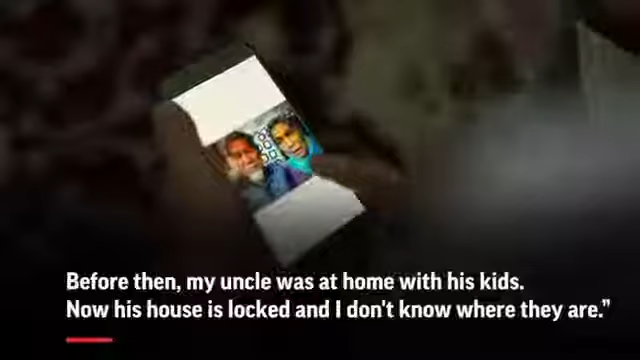 Before then, my uncle was at home with his kids.
Now his house is locked and I don't know where they are.”